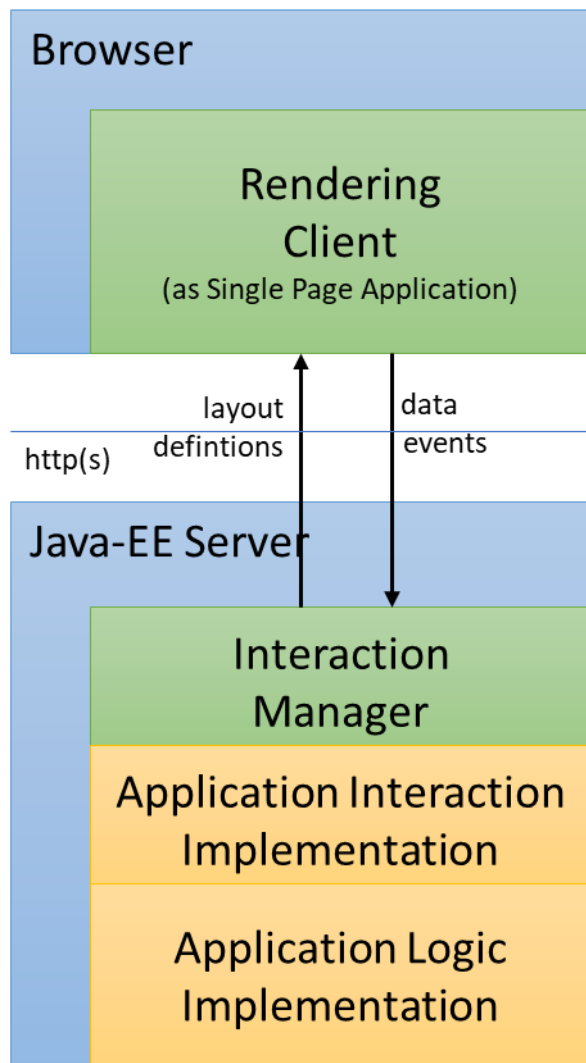 Browser
Rendering
Client
(as Single Page Application)
layout
defintions
data
events
http(s)
Java-EE Server
Interaction
Manager
Application Interaction
Implementation
Application Logic
Implementation